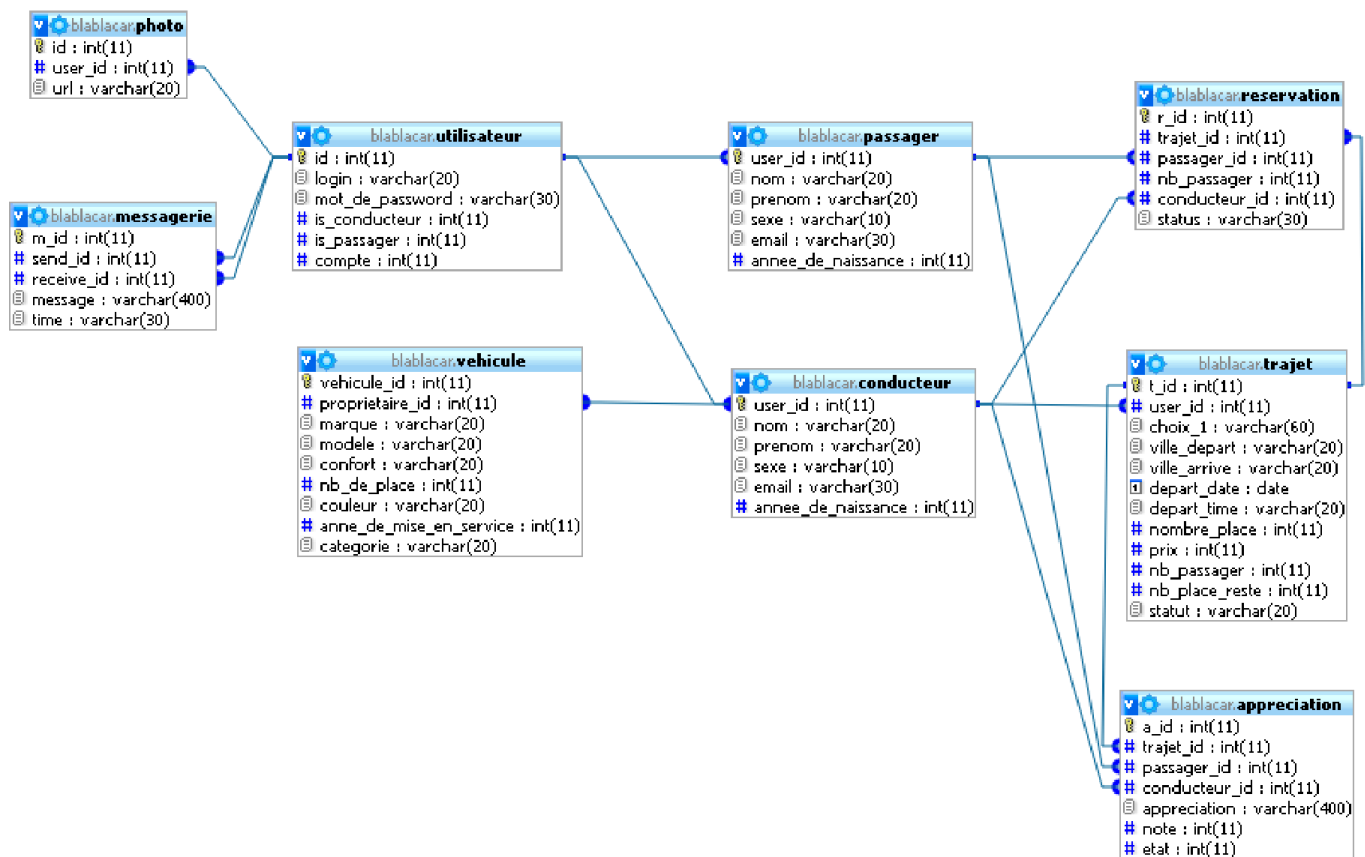 blablacar.photo
id : int(11)
user_id : int(11)
url : varchar(20)
blablacar.messagerie
m_id : int(11)
send_id : int(11)
receive_id : int(11)
message : varchar(400)
time : varchar(30)
blablacar.utilisateur
id : int(11)
login : varchar(20)
mot_de_password : varchar(30)
is_conducteur : int(11)
is_passager : int(11)
compte : int(11)
blablacar.vehicule
vehicule_id : int(11)
proprietaire_id : int(11)
marque : varchar(20)
modele : varchar(20)
confort : varchar(20)
nb_de_place : int(11)
couleur : varchar(20)
anne_de_mise_en_service : int(11)
categorie : varchar(20)
blablacar.passager
user_id : int(11)
nom : varchar(20)
prenom : varchar(20)
sexe : varchar(10)
email : varchar(30)
annee_de_naissance : int(11)
blablacar.conducteur
user_id : int(11)
nom : varchar(20)
prenom : varchar(20)
sexe : varchar(10)
email : varchar(30)
annee_de_naissance : int(11)
blablacar.reservation
r_id : int(11)
trajet_id : int(11)
passager_id : int(11)
nb_passager : int(11)
conducteur_id : int(11)
status : varchar(30)
blablacar.trajet
t_id : int(11)
user_id : int(11)
choix_1 : varchar(60)
ville_depart : varchar(20)
ville_arrive : varchar(20)
depart_date : date
depart_time : varchar(20)
nombre_place : int(11)
prix : int(11)
nb_passager : int(11)
nb_place_reste : int(11)
statut : varchar(20)
blablacar.appreciation
a_id : int(11)
trajet_id : int(11)
passager_id : int(11)
conducteur_id : int(11)
appreciation : varchar(400)
note : int(11)
etat : int(11)